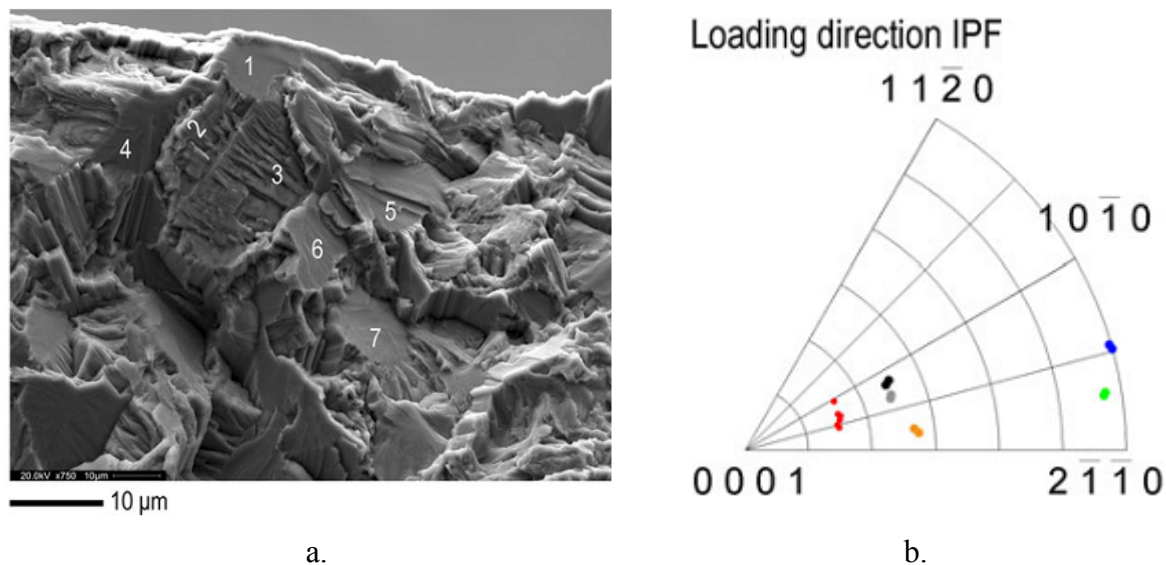 Loading direction IPF
1 1 2̅ 0
1 0 1̅ 0
0 0 0 1
2 1̅ 1̅ 0
1
2
3
4
5
6
7
20.0kV x750 10µm
10 µm
a.
b.